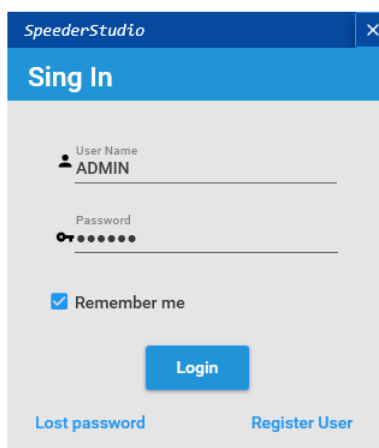 SpeederStudio
Sing In
User Name
ADMIN
Password
●●●●●●
Remember me
Login
Lost password
Register User